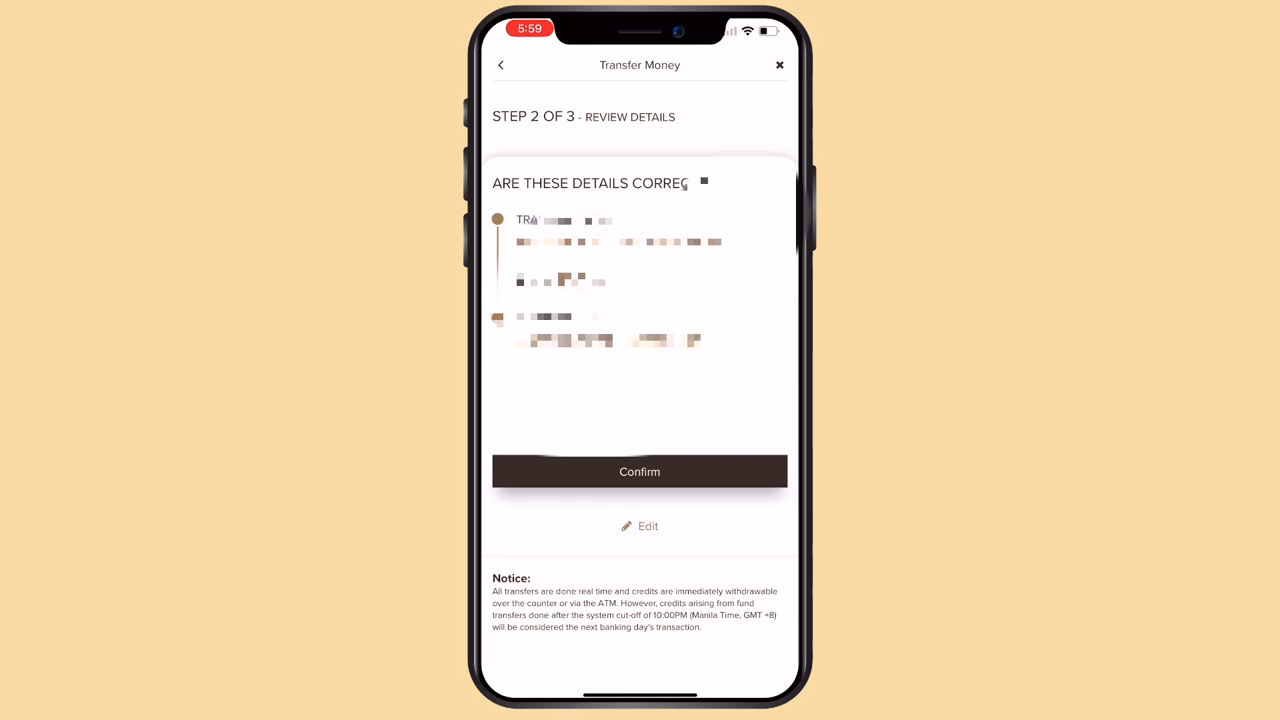 5:59
Transfer Money
STEP 2 OF 3 - REVIEW DETAILS
ARE THESE DETAILS
Confirm
Edit
Notice:
All transfers are done real time and credits are immediately withdrawable
over the counter or via the ATM. However, credits arising from fund
transfers done after the system cut-off of 10:00PM (Manila Time, GMT +8)
will be considered the next banking day's transaction.